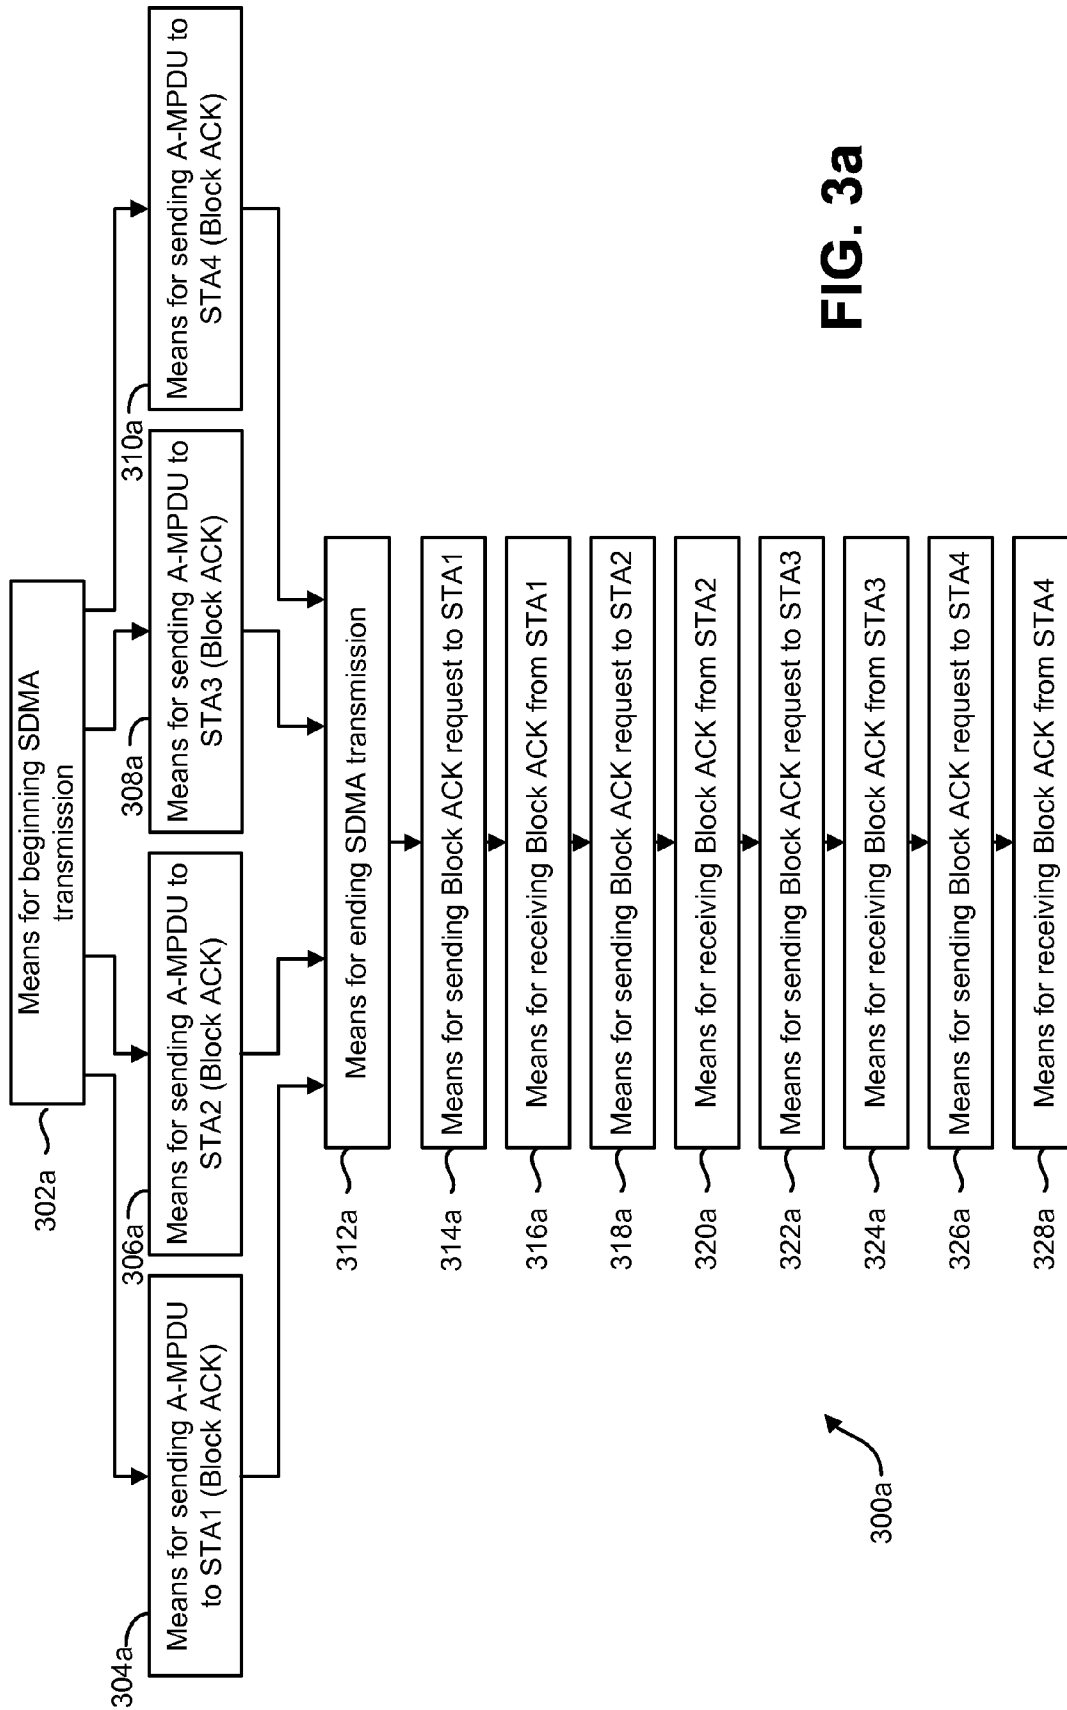 Means for beginning SDMA
transmission
302a
304a
Means for sending A-MPDU
to STA1 (Block ACK)
306a
Means for sending A-MPDU to
STA2 (Block ACK)
308a
Means for sending A-MPDU to
STA3 (Block ACK)
310a
Means for sending A-MPDU to
STA4 (Block ACK)
312a
Means for ending SDMA transmission
314a
Means for sending Block ACK request to STA1
316a
Means for receiving Block ACK from STA1
318a
Means for sending Block ACK request to STA2
320a
Means for receiving Block ACK from STA2
322a
Means for sending Block ACK request to STA3
324a
Means for receiving Block ACK from STA3
326a
Means for sending Block ACK request to STA4
328a
Means for receiving Block ACK from STA4
300a
FIG. 3a